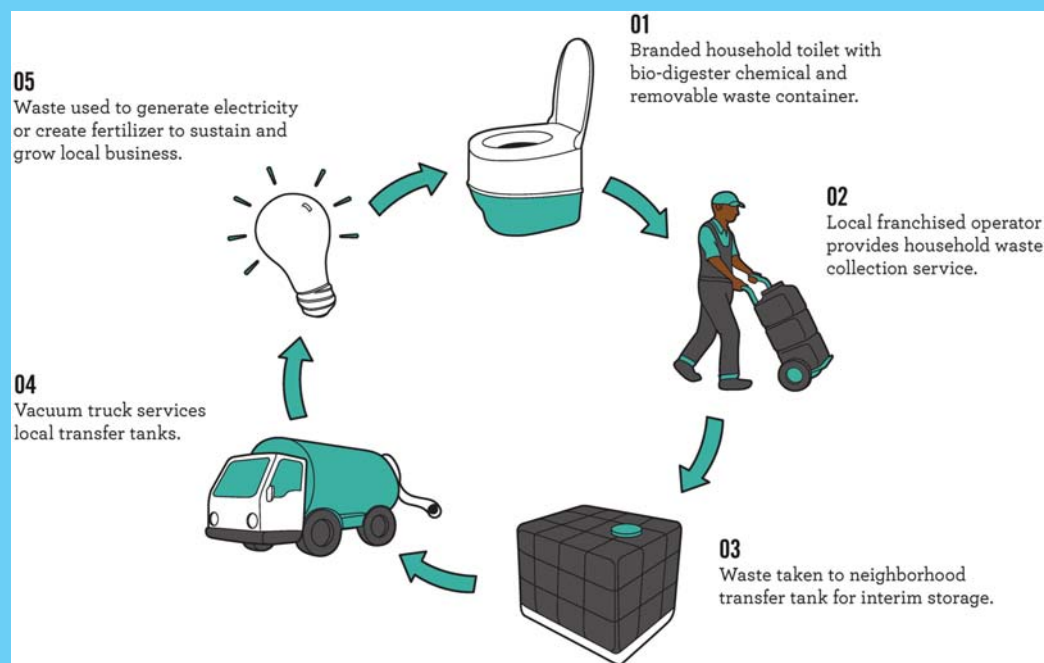 01
Branded household toilet with
bio-digester chemical and
removable waste container.
02
Local franchised operator
provides household waste
collection service.
03
Waste taken to neighborhood
transfer tank for interim storage.
04
Vacuum truck services
local transfer tanks.
05
Waste used to generate electricity
or create fertilizer to sustain and
grow local business.